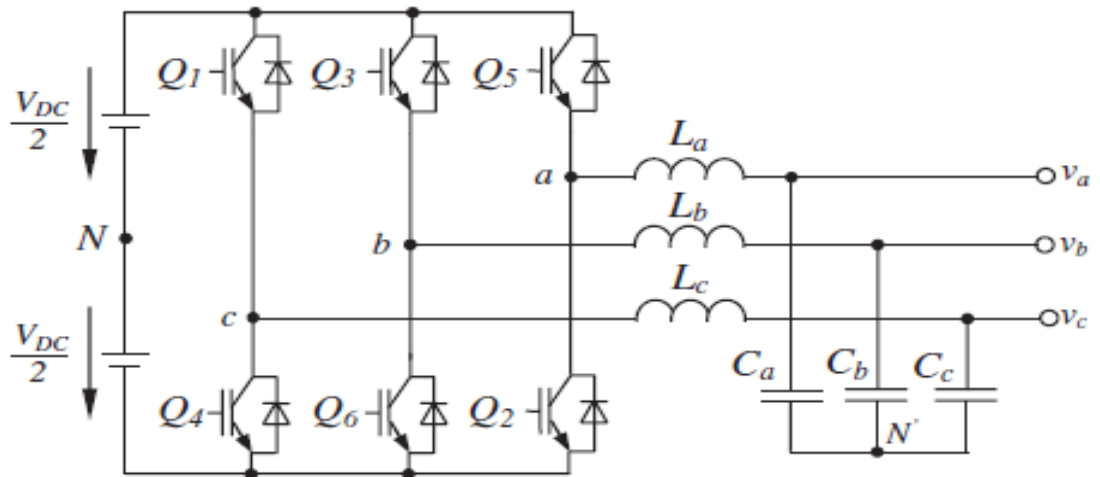 Q1
Q3
Q5
V_DC
2
L_a
a
v_a
L_b
N
b
v_b
L_c
c
v_c
V_DC
2
C_a
C_b
C_c
Q4
Q6
Q2
N'